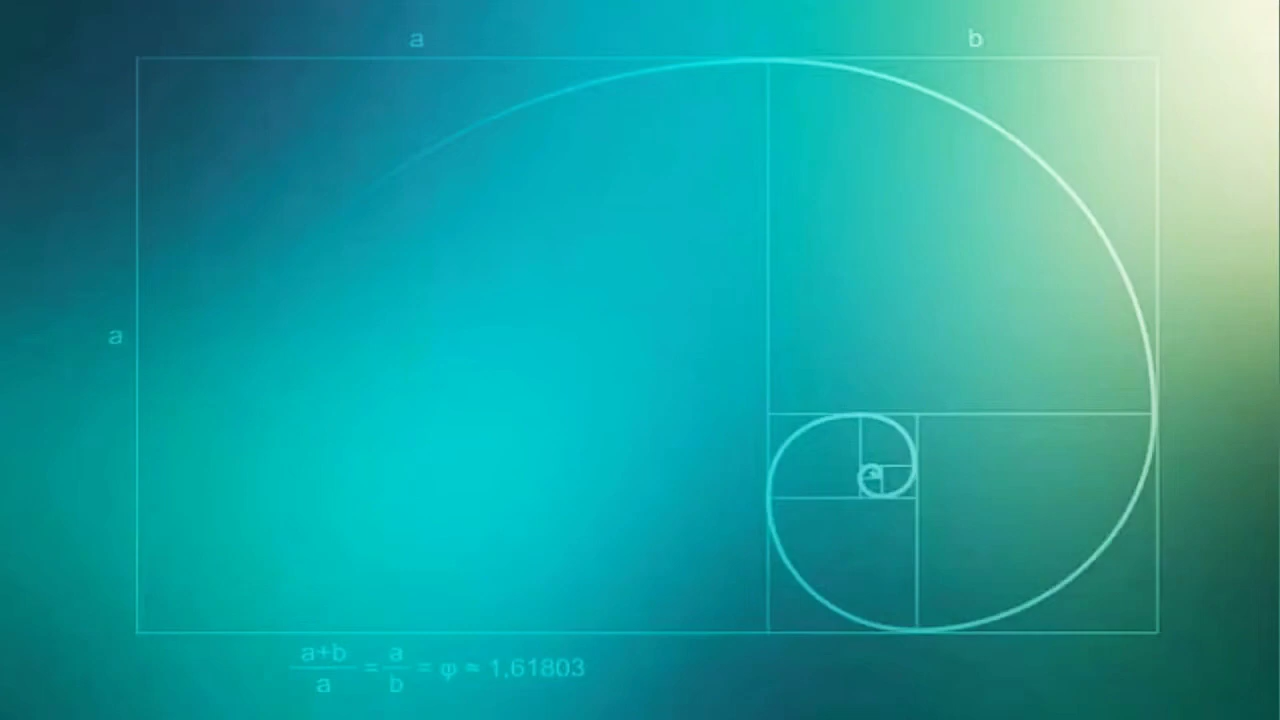 a
b
a
a+b/a = a/b = φ ≈ 1,61803